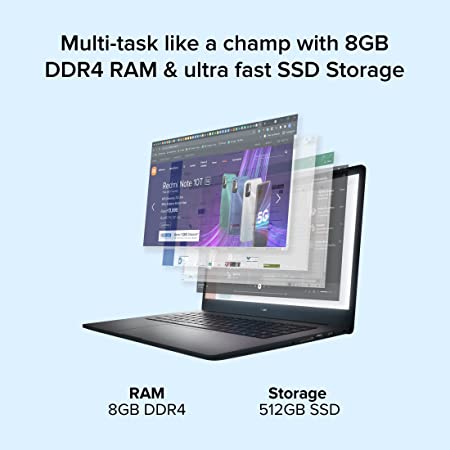 Multi-task like a champ with 8GB
DDR4 RAM & ultra fast SSD Storage
Redmi Note 10T
5G
RAM
8GB DDR4
Storage
512GB SSD